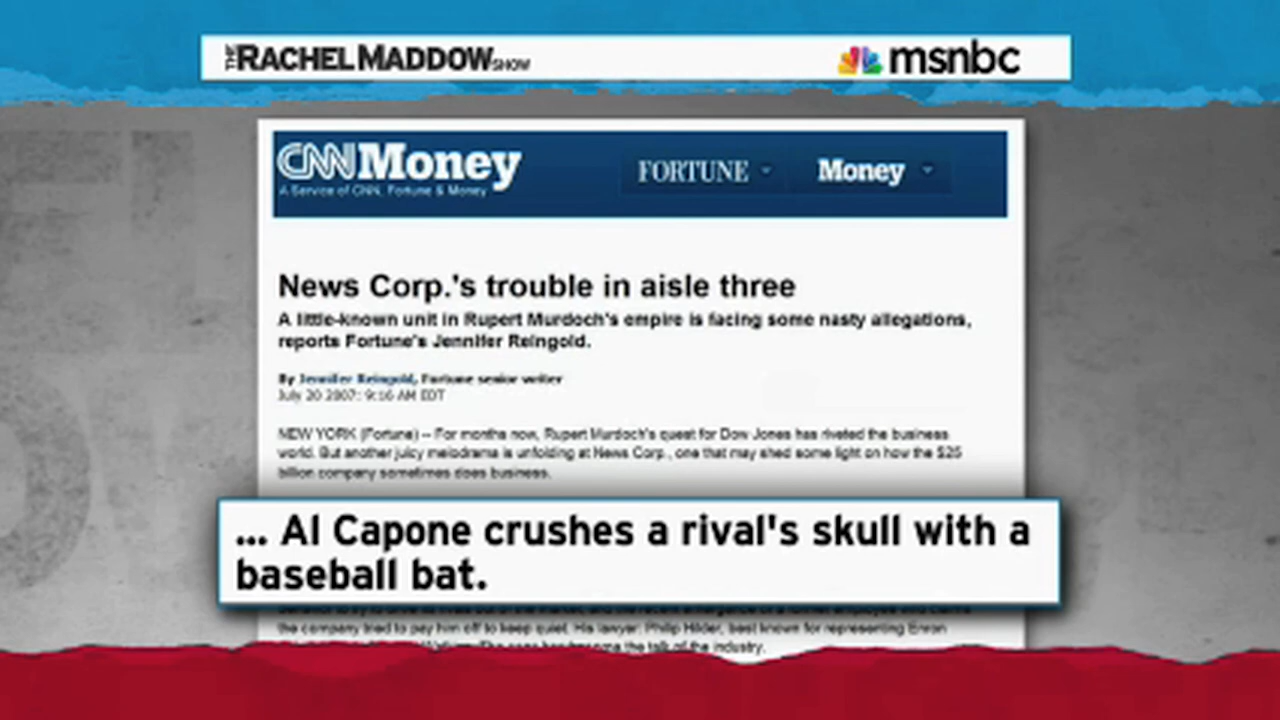 THE RACHEL MADDOW SHOW
msnbc
CNNMoney
A Service of CNN, Fortune & Money
FORTUNE
Money
News Corp.'s trouble in aisle three
A little-known unit in Rupert Murdoch's empire is facing some nasty allegations,
reports Fortune's Jennifer Reingold.
By Jennifer Reingold, Fortune senior writer
July 20 2007: 9:16 AM EDT
NEW YORK (Fortune) -- For months now, Rupert Murdoch's quest for Dow Jones has riveted the business
world. But another juicy melodrama is unfolding at News Corp., one that may shed some light on how the $25
billion company sometimes does business.
... Al Capone crushes a rival's skull with a
baseball bat.
the company tried to pay him off to keep quiet. His lawyer: Philip Hilder, best known for representing Enron
the talk of the industry.